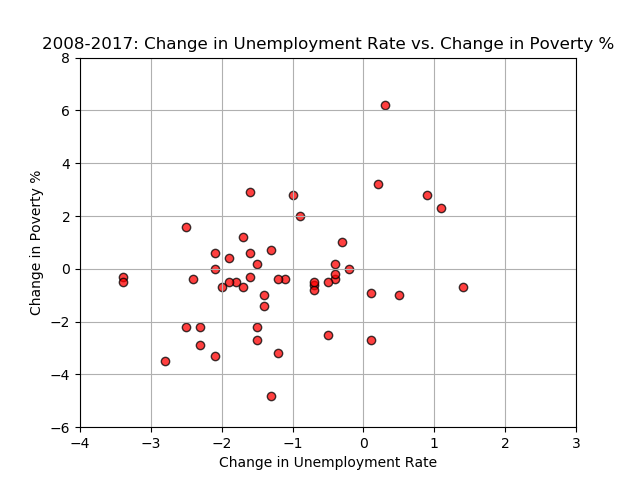 2008-2017: Change in Unemployment Rate vs. Change in Poverty %
8
6
4
2
0
−2
−4
−6
Change in Poverty %
−4 −3 −2 −1 0 1 2 3
Change in Unemployment Rate